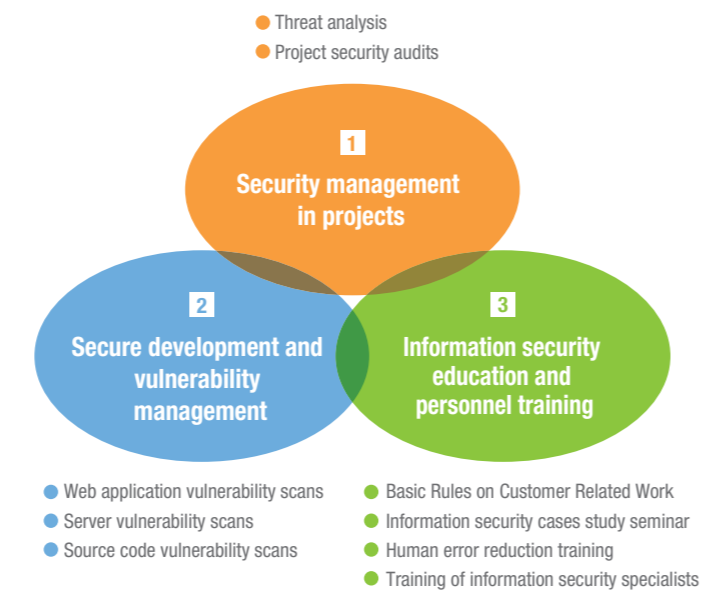 Threat analysis
Project security audits
1
Security management
in projects
2
Secure development and
vulnerability
management
3
Information security
education and
personnel training
Web application vulnerability scans
Server vulnerability scans
Source code vulnerability scans
Basic Rules on Customer Related Work
Information security cases study seminar
Human error reduction training
Training of information security specialists